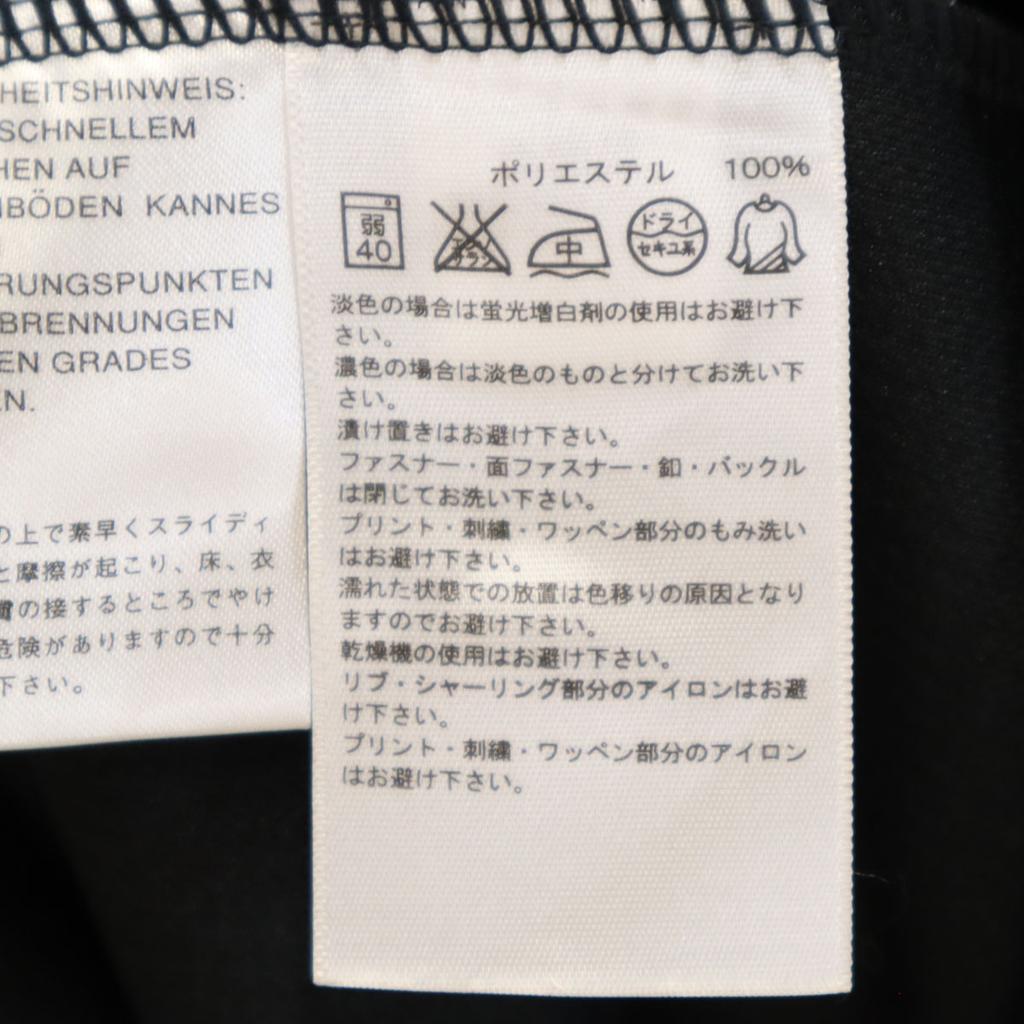 HEITSHINWEIS:
SCHNELLEM
HEN AUF
BÖDEN KANNES
RUNGSPUNKTEN
BRENNUNGEN
EN GRADES
N.
の上で素早くスライディ
と摩擦が起こり、床、衣
の接するところでやけ
危険がありますので十分
下さい。
ポリエステル 100%
弱
40
エンソ
サラシ
中
ドライ
セキユ系
淡色の場合は蛍光増白剤の使用はお避け下
さい。
濃色の場合は淡色のものと分けてお洗い下
さい。
漬け置きはお避け下さい。
ファスナー・面ファスナー・釦・バックル
は閉じてお洗い下さい。
プリント・刺繍・ワッペン部分のもみ洗い
はお避け下さい。
濡れた状態での放置は色移りの原因となり
ますのでお避け下さい。
乾燥機の使用はお避け下さい。
リブ・シャーリング部分のアイロンはお避
け下さい。
プリント・刺繍・ワッペン部分のアイロン
はお避け下さい。